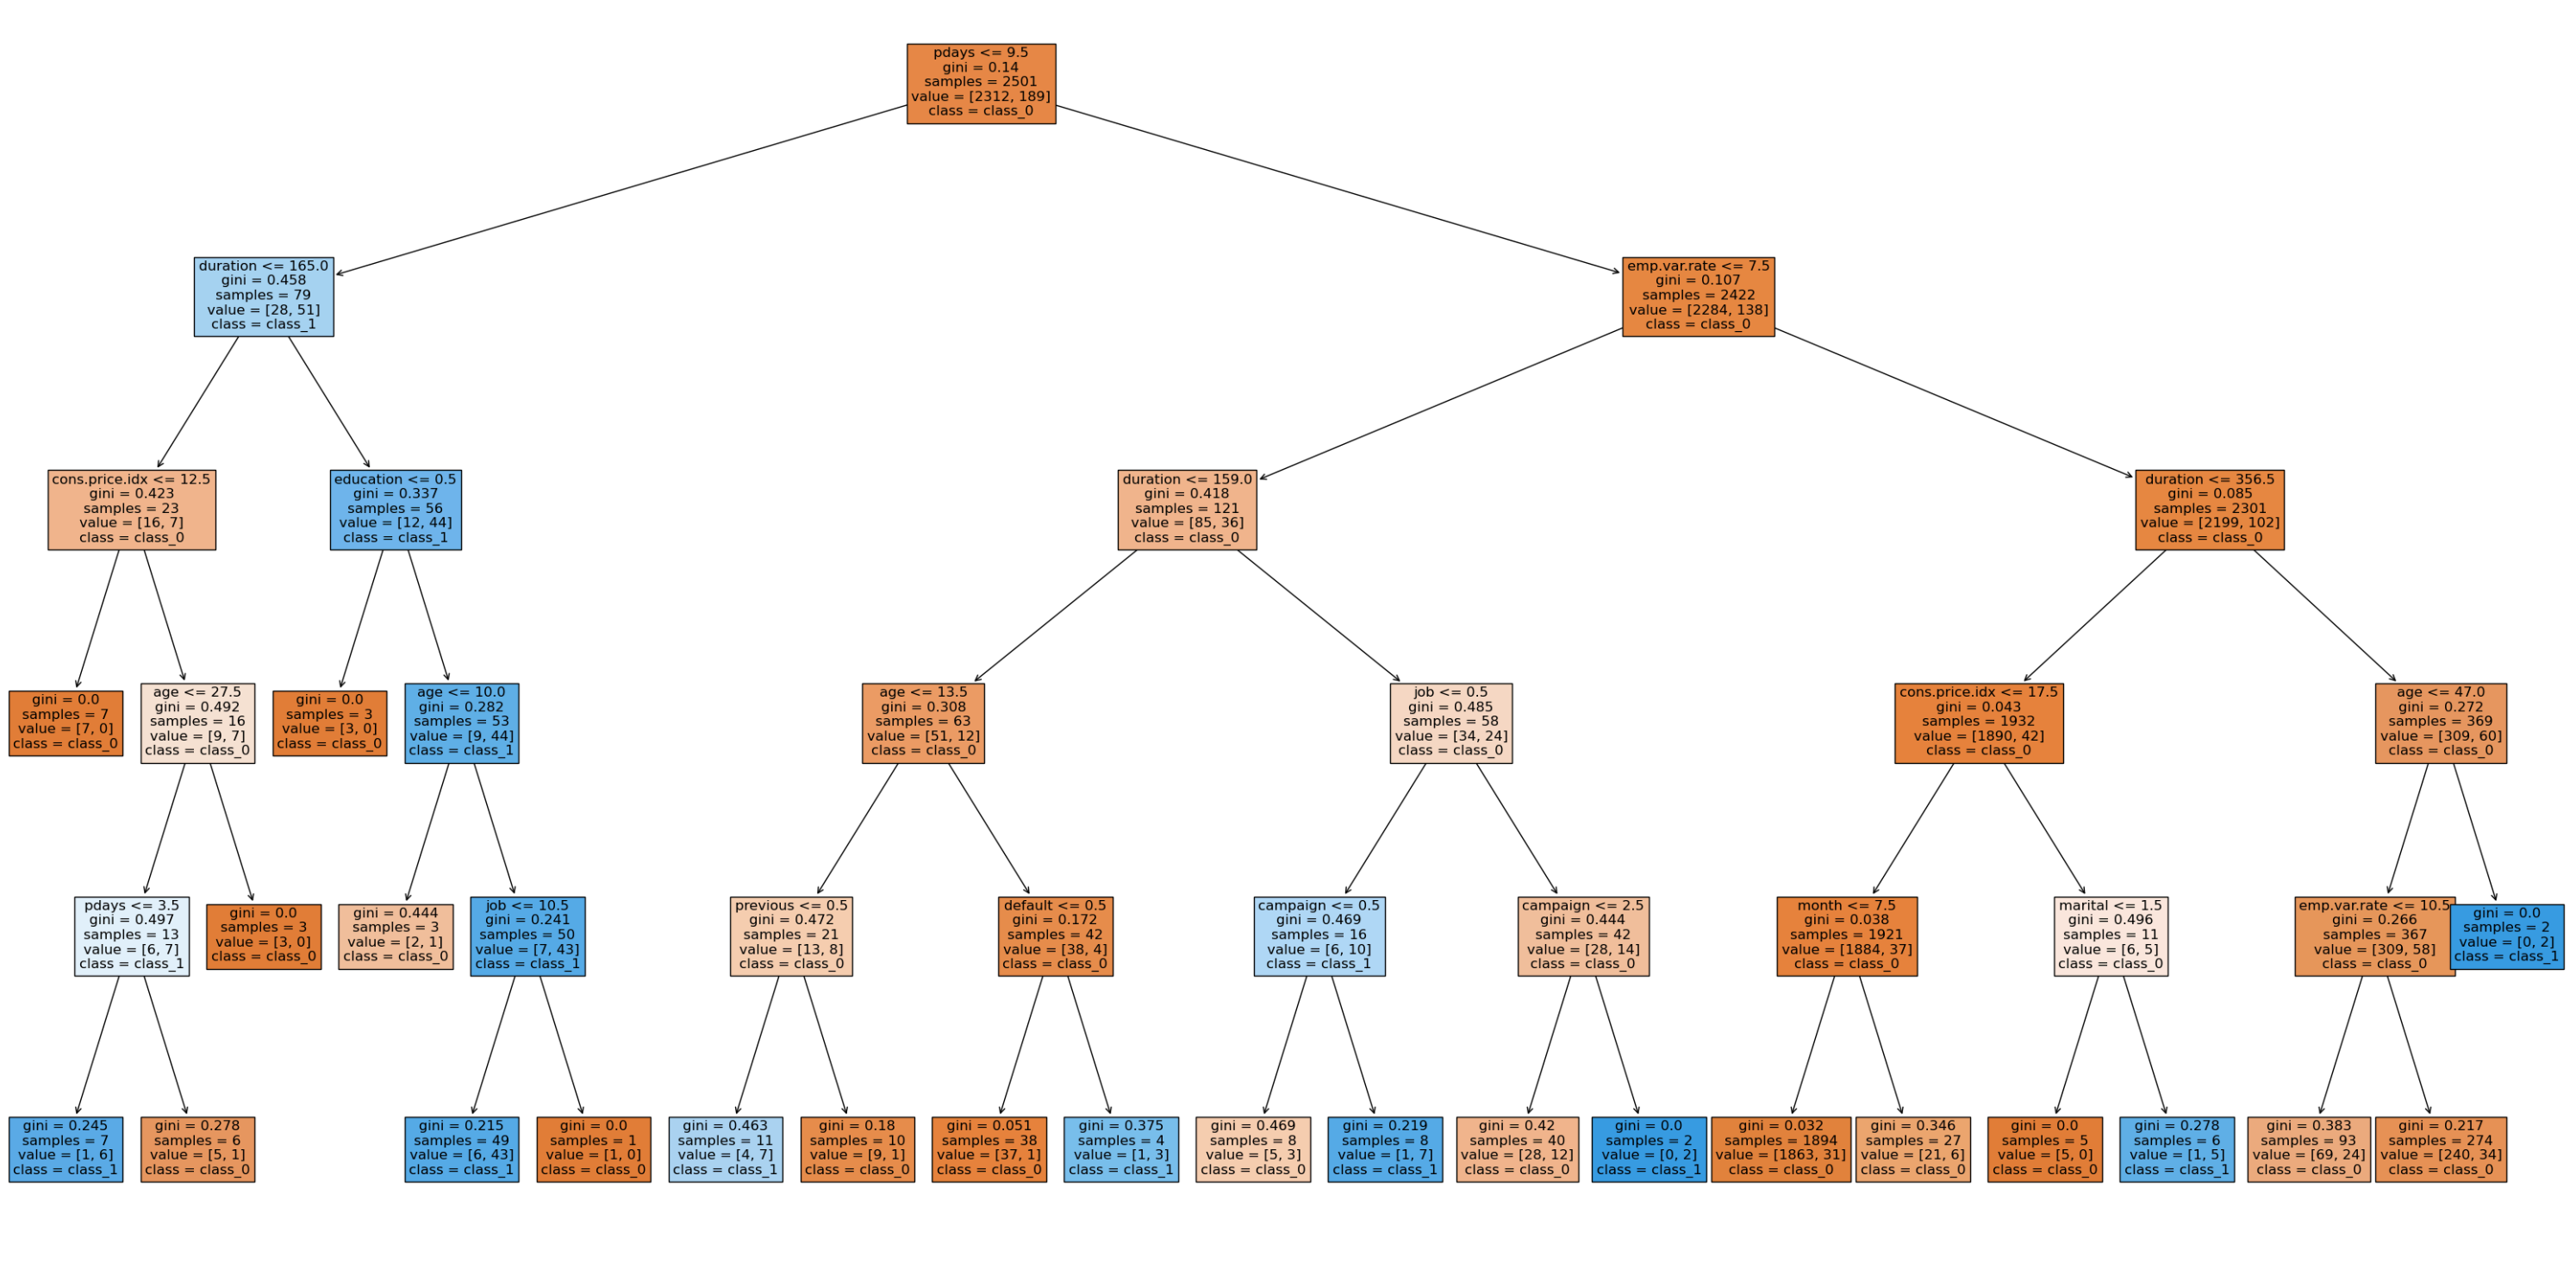 pdays <= 9.5
gini = 0.14
samples = 2501
value = [2312, 189]
class = class_0
duration <= 165.0
gini = 0.458
samples = 79
value = [28, 51]
class = class_1
emp.var.rate <= 7.5
gini = 0.107
samples = 2422
value = [2284, 138]
class = class_0
cons.price.idx <= 12.5
gini = 0.423
samples = 23
value = [16, 7]
class = class_0
education <= 0.5
gini = 0.337
samples = 56
value = [12, 44]
class = class_1
duration <= 159.0
gini = 0.418
samples = 121
value = [85, 36]
class = class_0
duration <= 356.5
gini = 0.085
samples = 2301
value = [2199, 102]
class = class_0
gini = 0.0
samples = 7
value = [7, 0]
class = class_0
age <= 27.5
gini = 0.492
samples = 16
value = [9, 7]
class = class_0
gini = 0.0
samples = 3
value = [3, 0]
class = class_0
age <= 10.0
gini = 0.282
samples = 53
value = [9, 44]
class = class_1
age <= 13.5
gini = 0.308
samples = 63
value = [51, 12]
class = class_0
job <= 0.5
gini = 0.485
samples = 58
value = [34, 24]
class = class_0
cons.price.idx <= 17.5
gini = 0.043
samples = 1932
value = [1890, 42]
class = class_0
age <= 47.0
gini = 0.272
samples = 369
value = [309, 60]
class = class_0
pdays <= 3.5
gini = 0.497
samples = 13
value = [6, 7]
class = class_1
gini = 0.0
samples = 3
value = [3, 0]
class = class_0
gini = 0.444
samples = 3
value = [2, 1]
class = class_0
job <= 10.5
gini = 0.241
samples = 50
value = [7, 43]
class = class_1
previous <= 0.5
gini = 0.472
samples = 21
value = [13, 8]
class = class_0
default <= 0.5
gini = 0.172
samples = 42
value = [38, 4]
class = class_0
campaign <= 0.5
gini = 0.469
samples = 16
value = [6, 10]
class = class_1
campaign <= 2.5
gini = 0.444
samples = 42
value = [28, 14]
class = class_0
month <= 7.5
gini = 0.038
samples = 1921
value = [1884, 37]
class = class_0
marital <= 1.5
gini = 0.496
samples = 11
value = [6, 5]
class = class_0
emp.var.rate <= 10.5
gini = 0.266
samples = 367
value = [309, 58]
class = class_0
gini = 0.0
samples = 2
value = [0, 2]
class = class_1
gini = 0.245
samples = 7
value = [1, 6]
class = class_1
gini = 0.278
samples = 6
value = [5, 1]
class = class_0
gini = 0.215
samples = 49
value = [6, 43]
class = class_1
gini = 0.0
samples = 1
value = [1, 0]
class = class_0
gini = 0.463
samples = 11
value = [4, 7]
class = class_1
gini = 0.18
samples = 10
value = [9, 1]
class = class_0
gini = 0.051
samples = 38
value = [37, 1]
class = class_0
gini = 0.375
samples = 4
value = [1, 3]
class = class_1
gini = 0.469
samples = 8
value = [5, 3]
class = class_0
gini = 0.219
samples = 8
value = [1, 7]
class = class_1
gini = 0.42
samples = 40
value = [28, 12]
class = class_0
gini = 0.0
samples = 2
value = [0, 2]
class = class_1
gini = 0.032
samples = 1894
value = [1863, 31]
class = class_0
gini = 0.346
samples = 27
value = [21, 6]
class = class_0
gini = 0.0
samples = 5
value = [5, 0]
class = class_0
gini = 0.278
samples = 6
value = [1, 5]
class = class_1
gini = 0.383
samples = 93
value = [69, 24]
class = class_0
gini = 0.217
samples = 274
value = [240, 34]
class = class_0